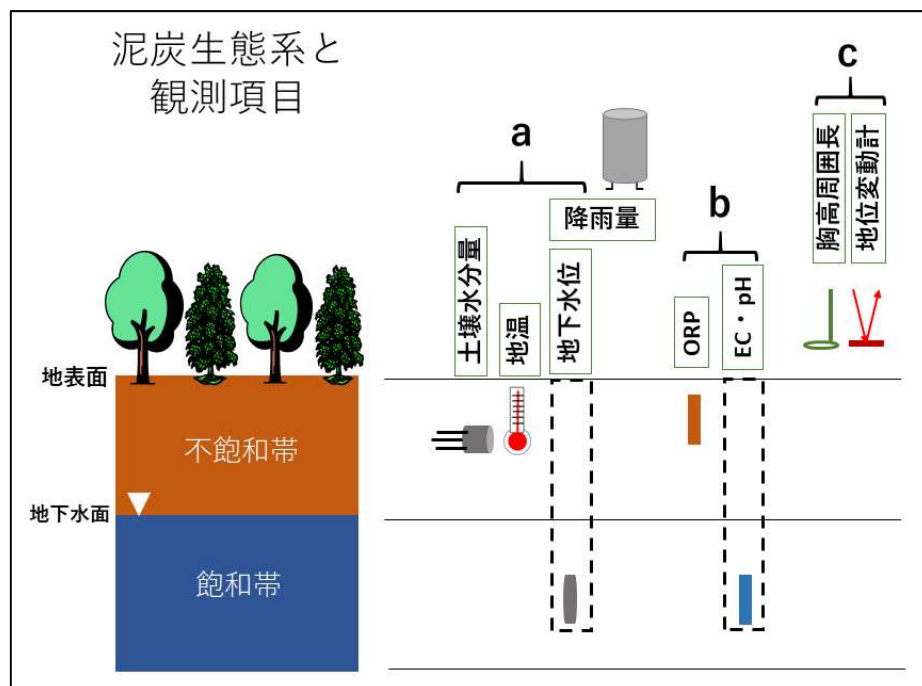 泥炭生態系と
観測項目
a
b
c
降雨量
土壌水分量
地温
地下水位
ORP
EC・pH
胸高周囲長
地位変動計
地表面
不飽和帯
地下水面
飽和帯